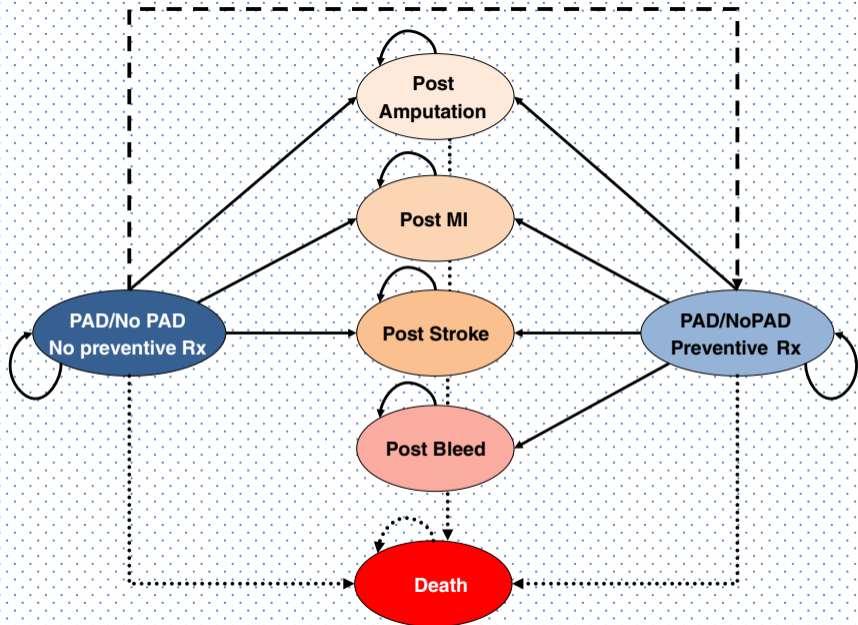 Post
Amputation
Post MI
PAD/No PAD
No preventive Rx
Post Stroke
PAD/NoPAD
Preventive Rx
Post Bleed
Death